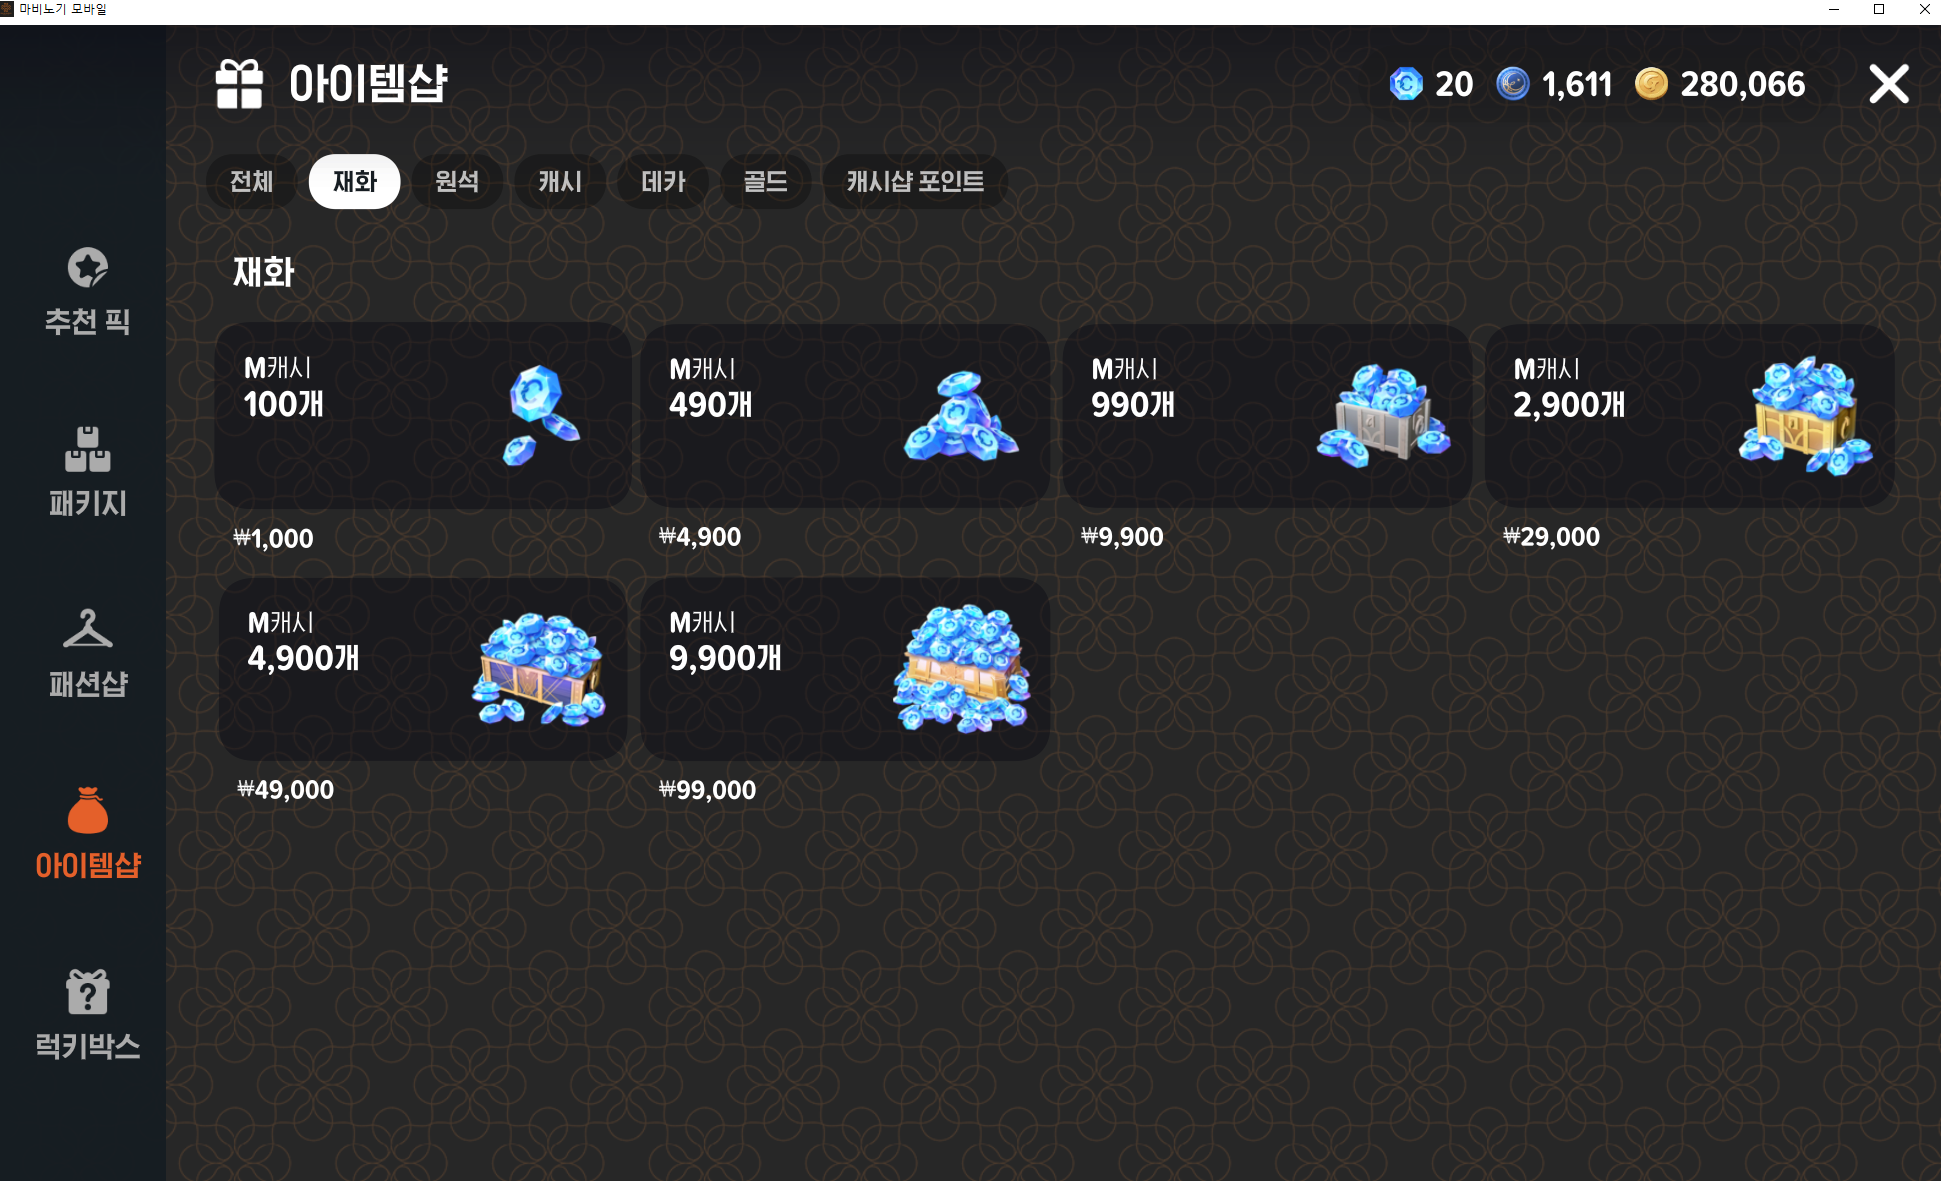 마비노기 모바일
아이템샵
20 1,611 280,066
전체 재화 원석 캐시 데카 골드 캐시샵 포인트
재화
M캐시
100개
₩1,000
M캐시
490개
₩4,900
M캐시
990개
₩9,900
M캐시
2,900개
₩29,000
M캐시
4,900개
₩49,000
M캐시
9,900개
₩99,000
추천 픽
패키지
패션샵
아이템샵
럭키박스